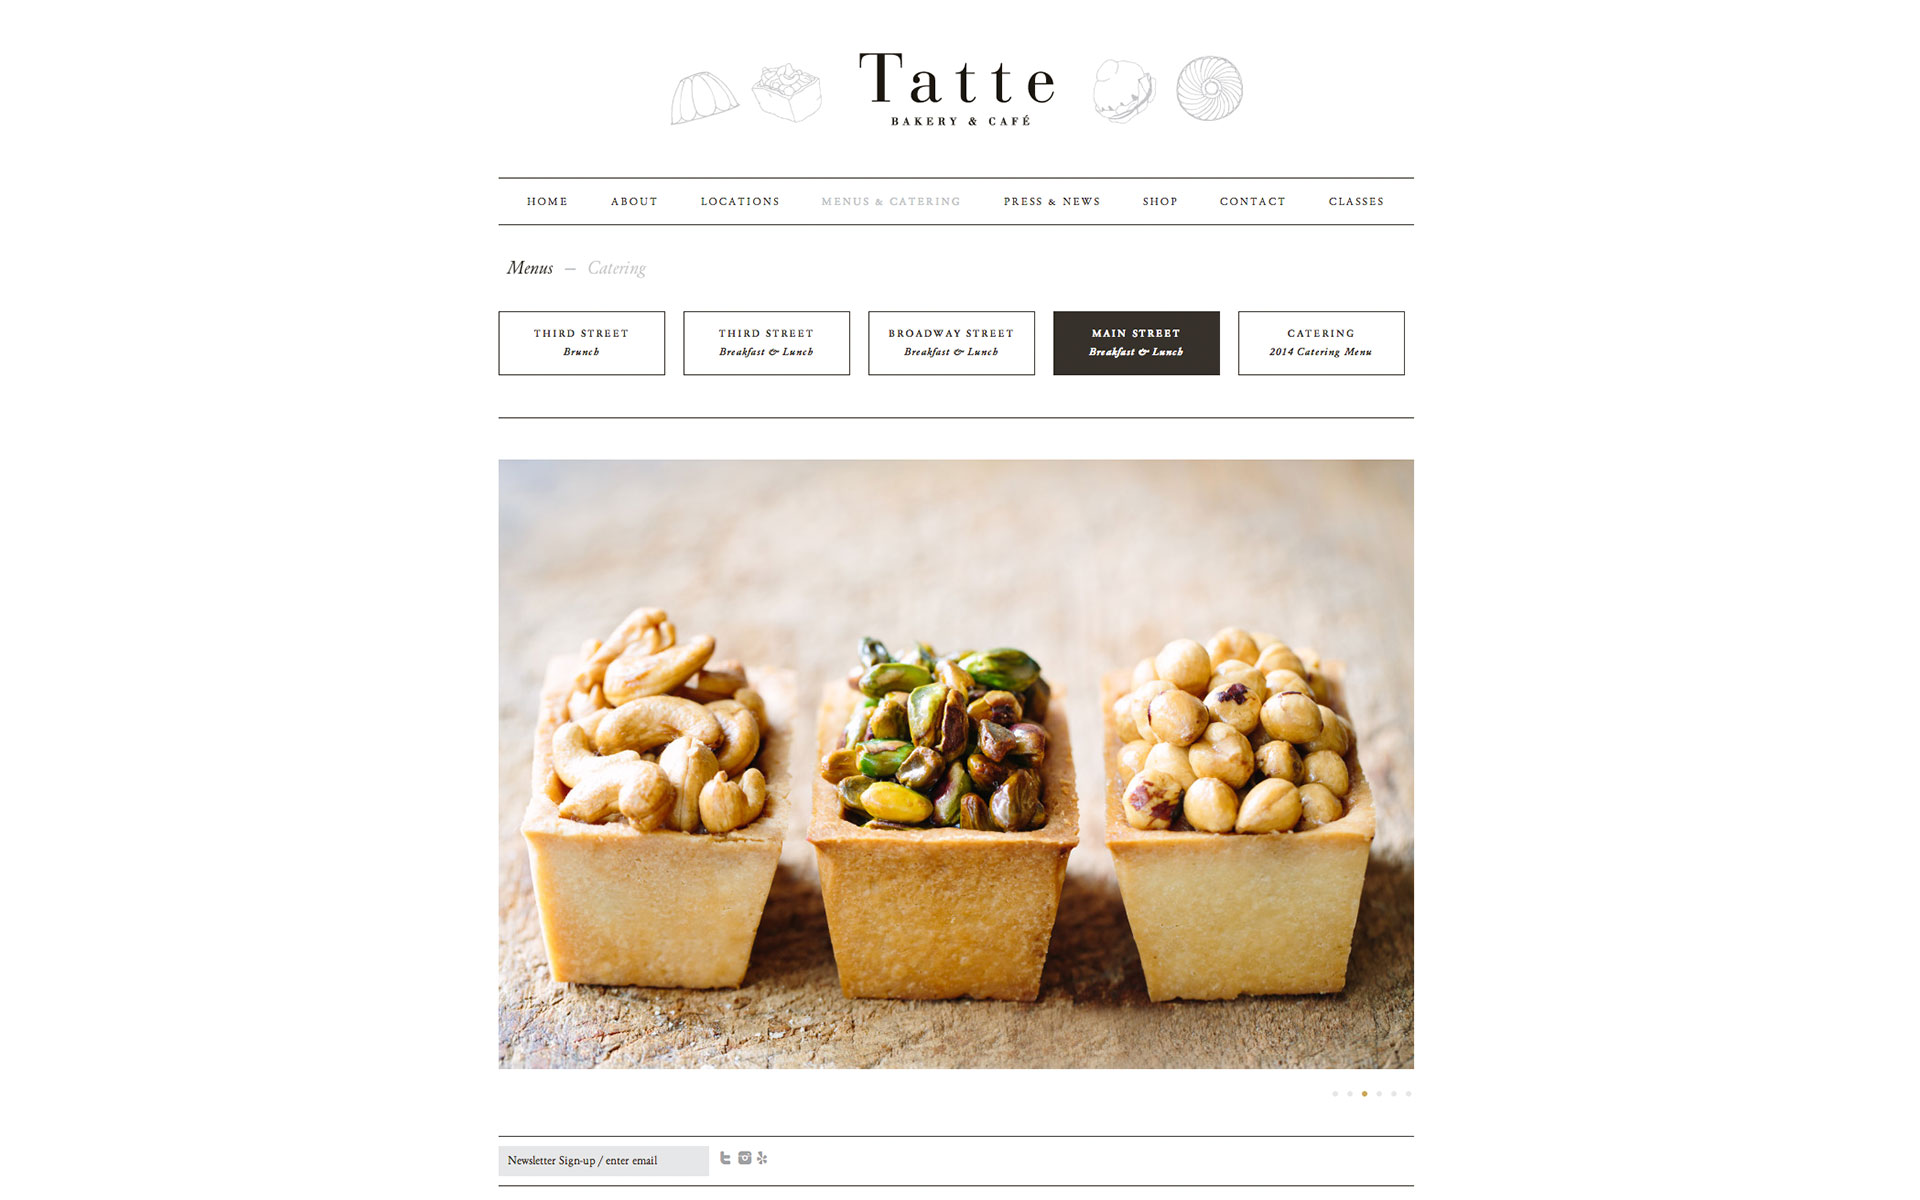 Tatte
BAKERY & CAFÉ
HOME ABOUT LOCATIONS MENUS & CATERING PRESS & NEWS SHOP CONTACT CLASSES
Menus — Catering
THIRD STREET
Brunch
THIRD STREET
Breakfast & Lunch
BROADWAY STREET
Breakfast & Lunch
MAIN STREET
Breakfast & Lunch
CATERING
2014 Catering Menu
Newsletter Sign-up / enter email